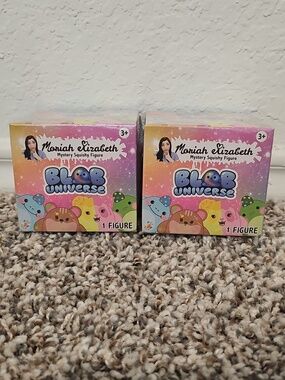 3+
Moriah Elizabeth
Mystery Squishy Figure
BLOB
UNIVERSE
1 FIGURE
3+
Moriah Elizabeth
Mystery Squishy Figure
BLOB
UNIVERSE
1 FIGURE